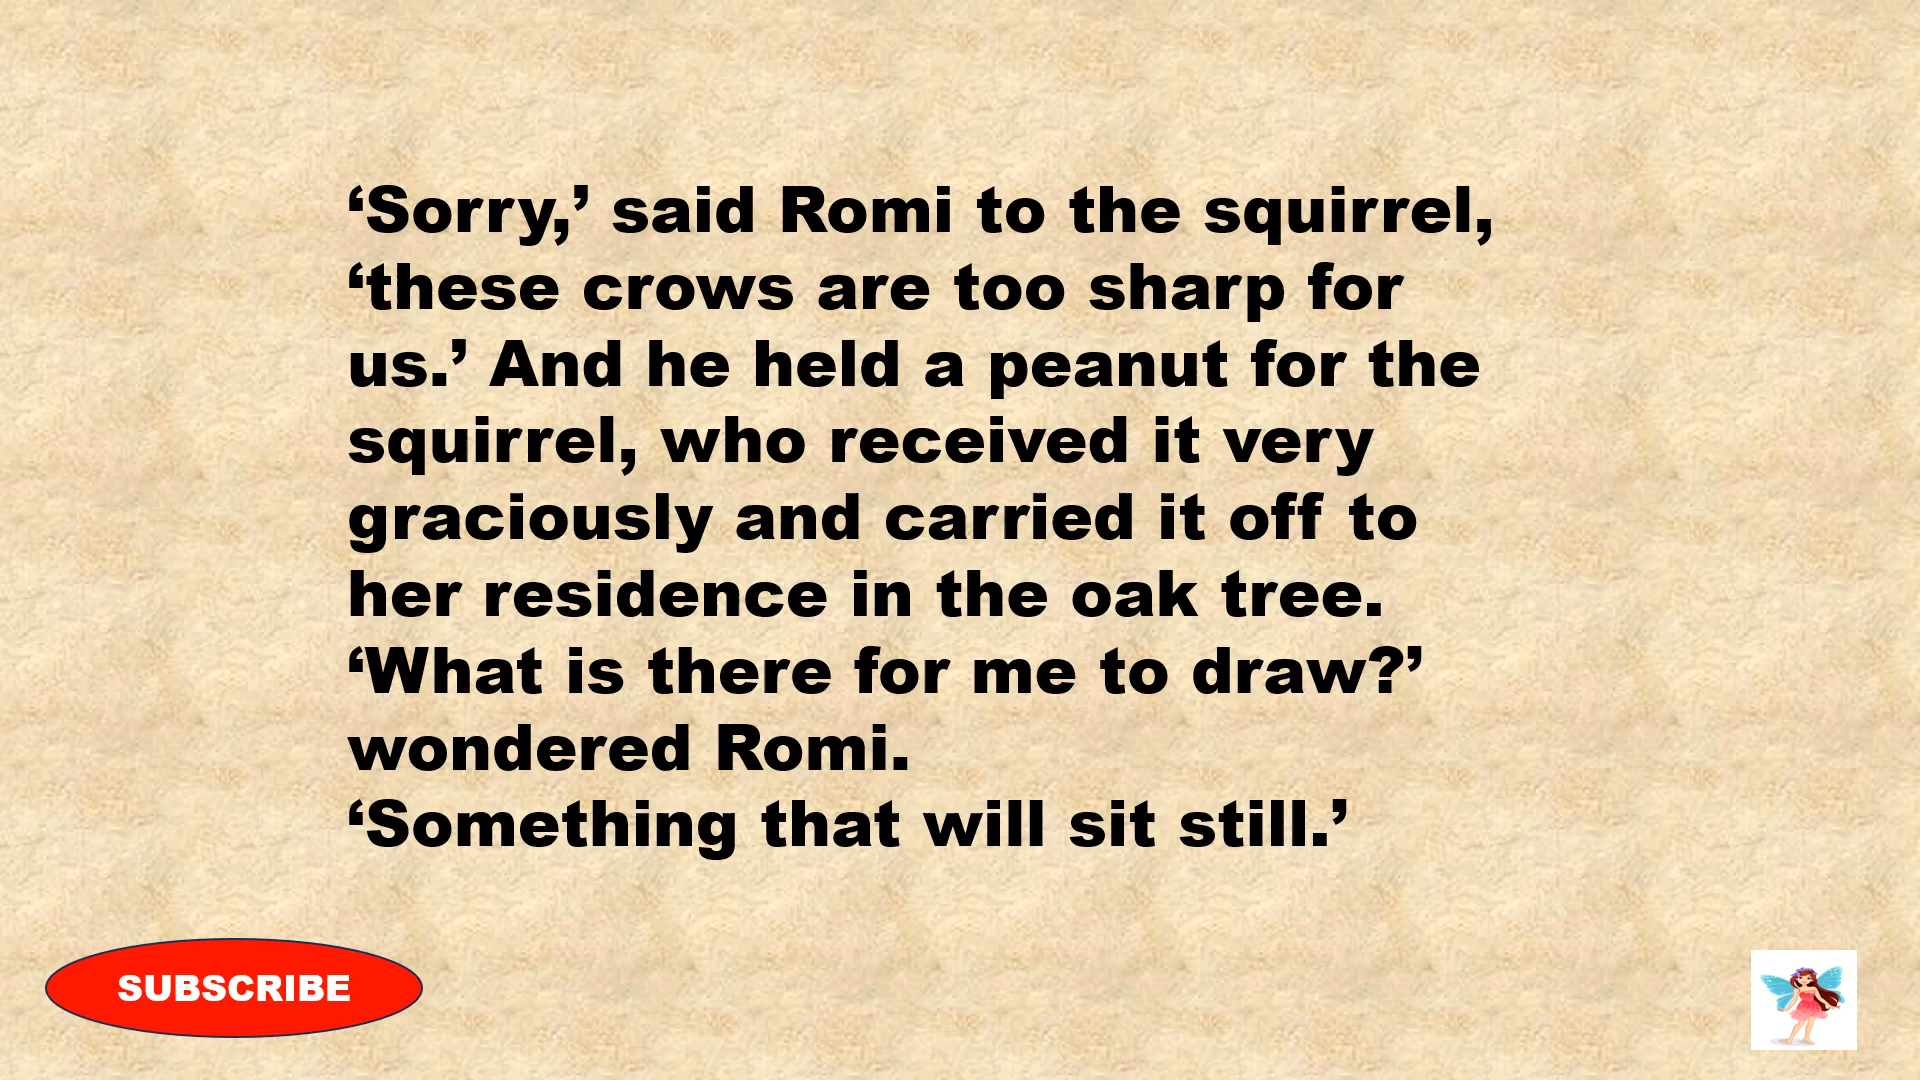 ‘Sorry,’ said Romi to the squirrel,
‘these crows are too sharp for
us.’ And he held a peanut for the
squirrel, who received it very
graciously and carried it off to
her residence in the oak tree.
‘What is there for me to draw?’
wondered Romi.
‘Something that will sit still.’
SUBSCRIBE